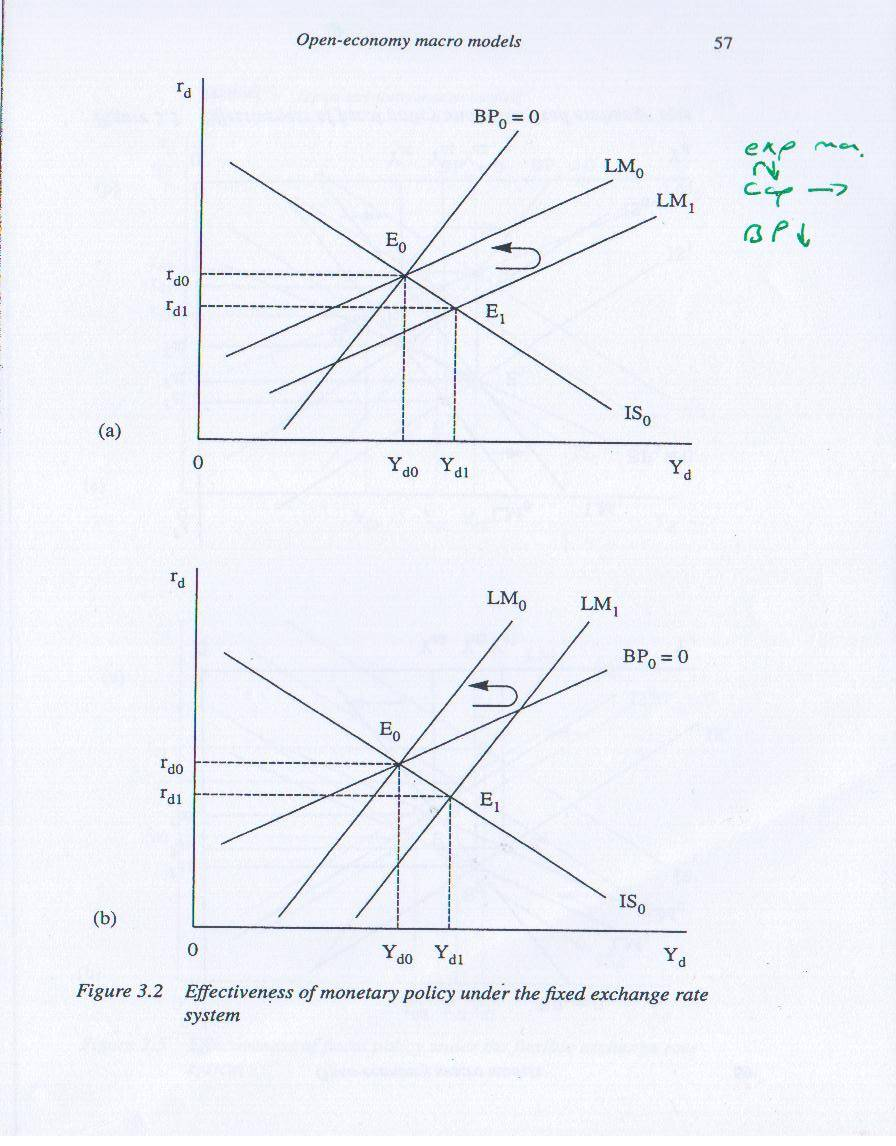 Open-economy macro models 57
r_d
BP₀ = 0
LM₀
LM₁
E₀
r_d0
r_d1
E₁
IS₀
(a)
0 Y_d0 Y_d1 Y_d
r_d
LM₀ LM₁
BP₀ = 0
E₀
r_d0
r_d1
E₁
IS₀
(b)
0 Y_d0 Y_d1 Y_d
Figure 3.2 Effectiveness of monetary policy under the fixed exchange rate
system
exp
BP↓